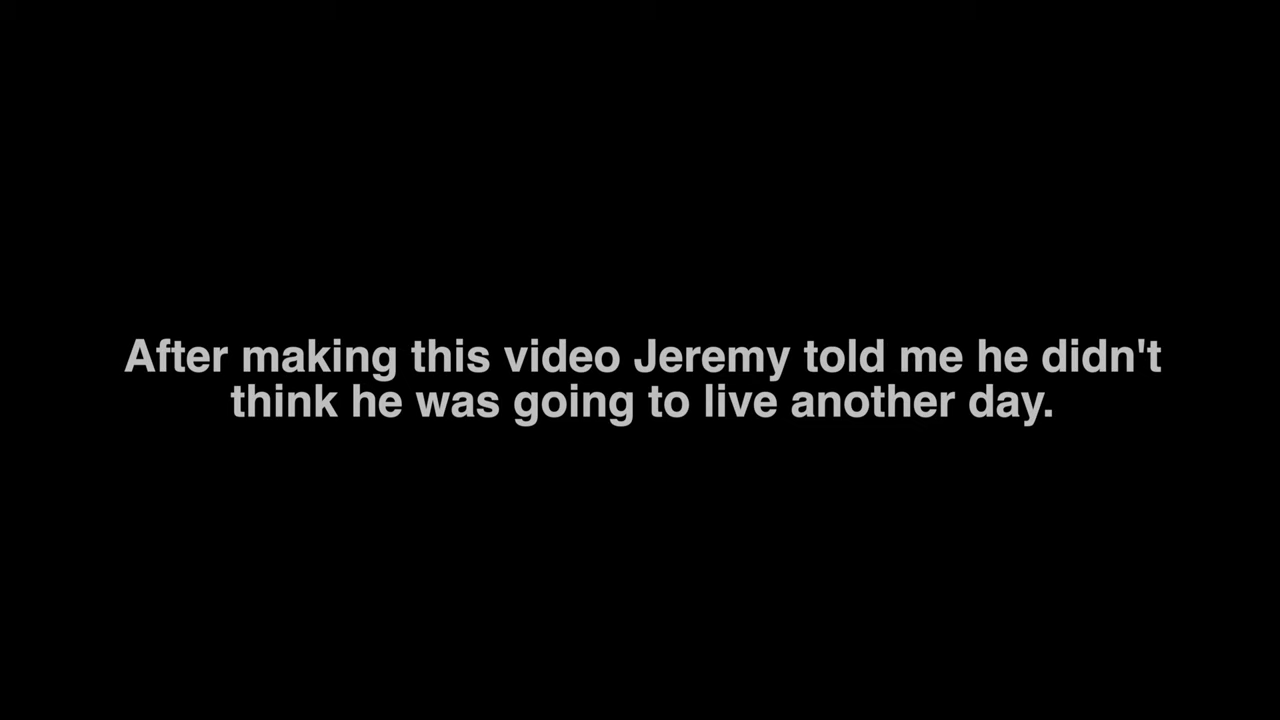 After making this video Jeremy told me he didn't
think he was going to live another day.